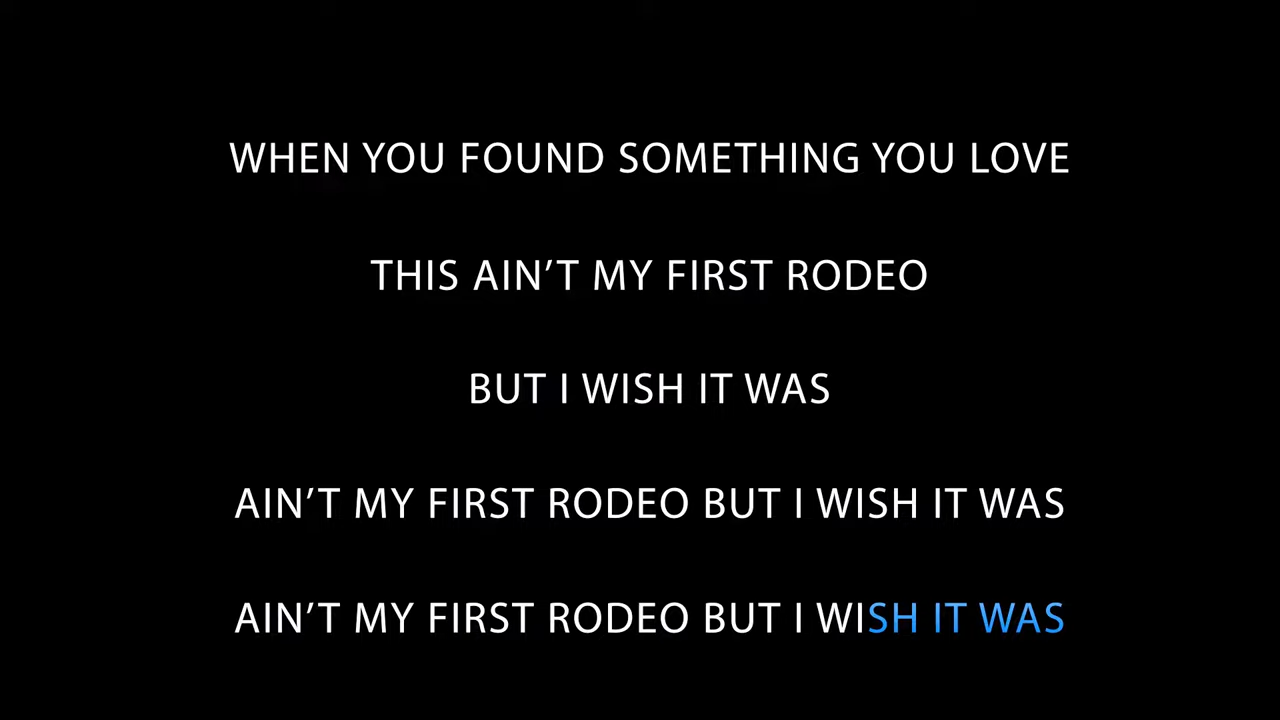 WHEN YOU FOUND SOMETHING YOU LOVE
THIS AIN’T MY FIRST RODEO
BUT I WISH IT WAS
AIN’T MY FIRST RODEO BUT I WISH IT WAS
AIN’T MY FIRST RODEO BUT I WISH IT WAS